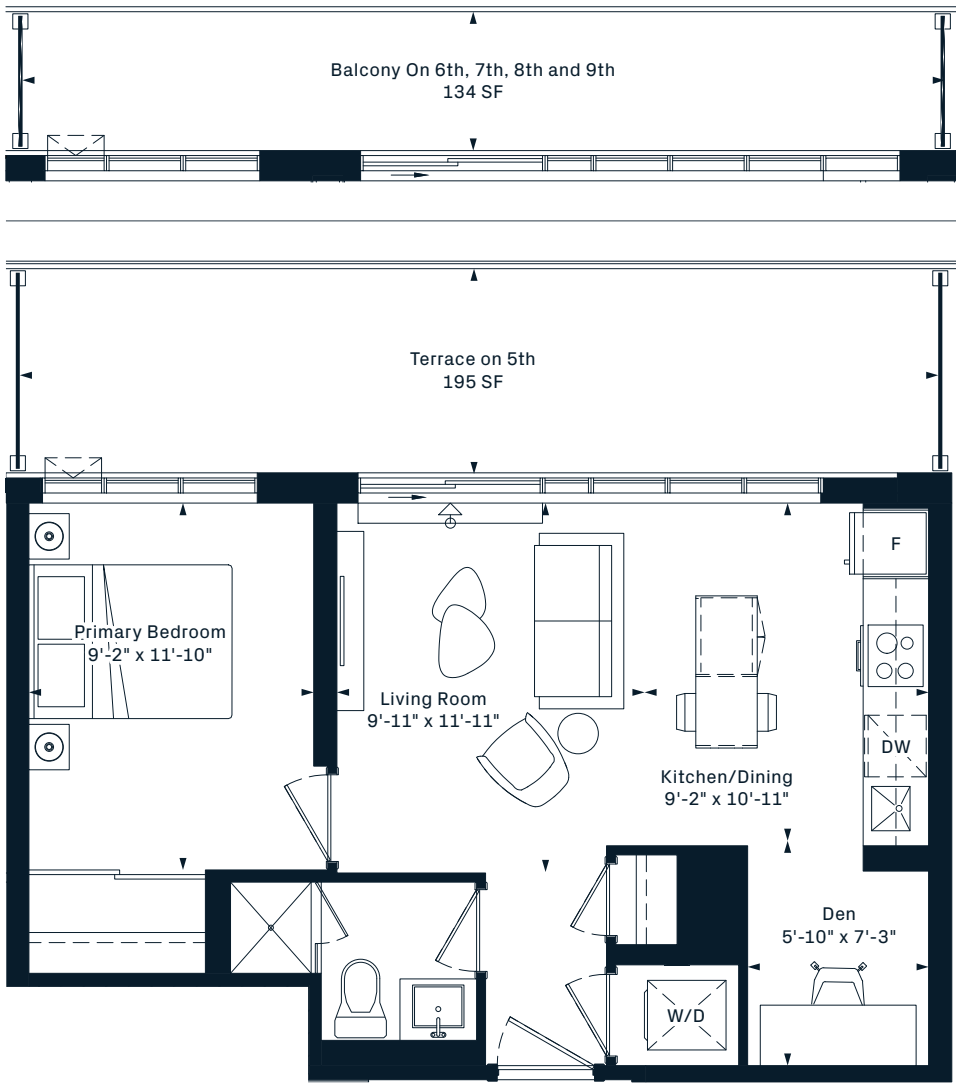 Balcony On 6th, 7th, 8th and 9th
134 SF
Terrace on 5th
195 SF
F
Primary Bedroom
9'-2" x 11'-10"
Living Room
9'-11" x 11'-11"
DW
Kitchen/Dining
9'-2" x 10'-11"
Den
5'-10" x 7'-3"
W/D